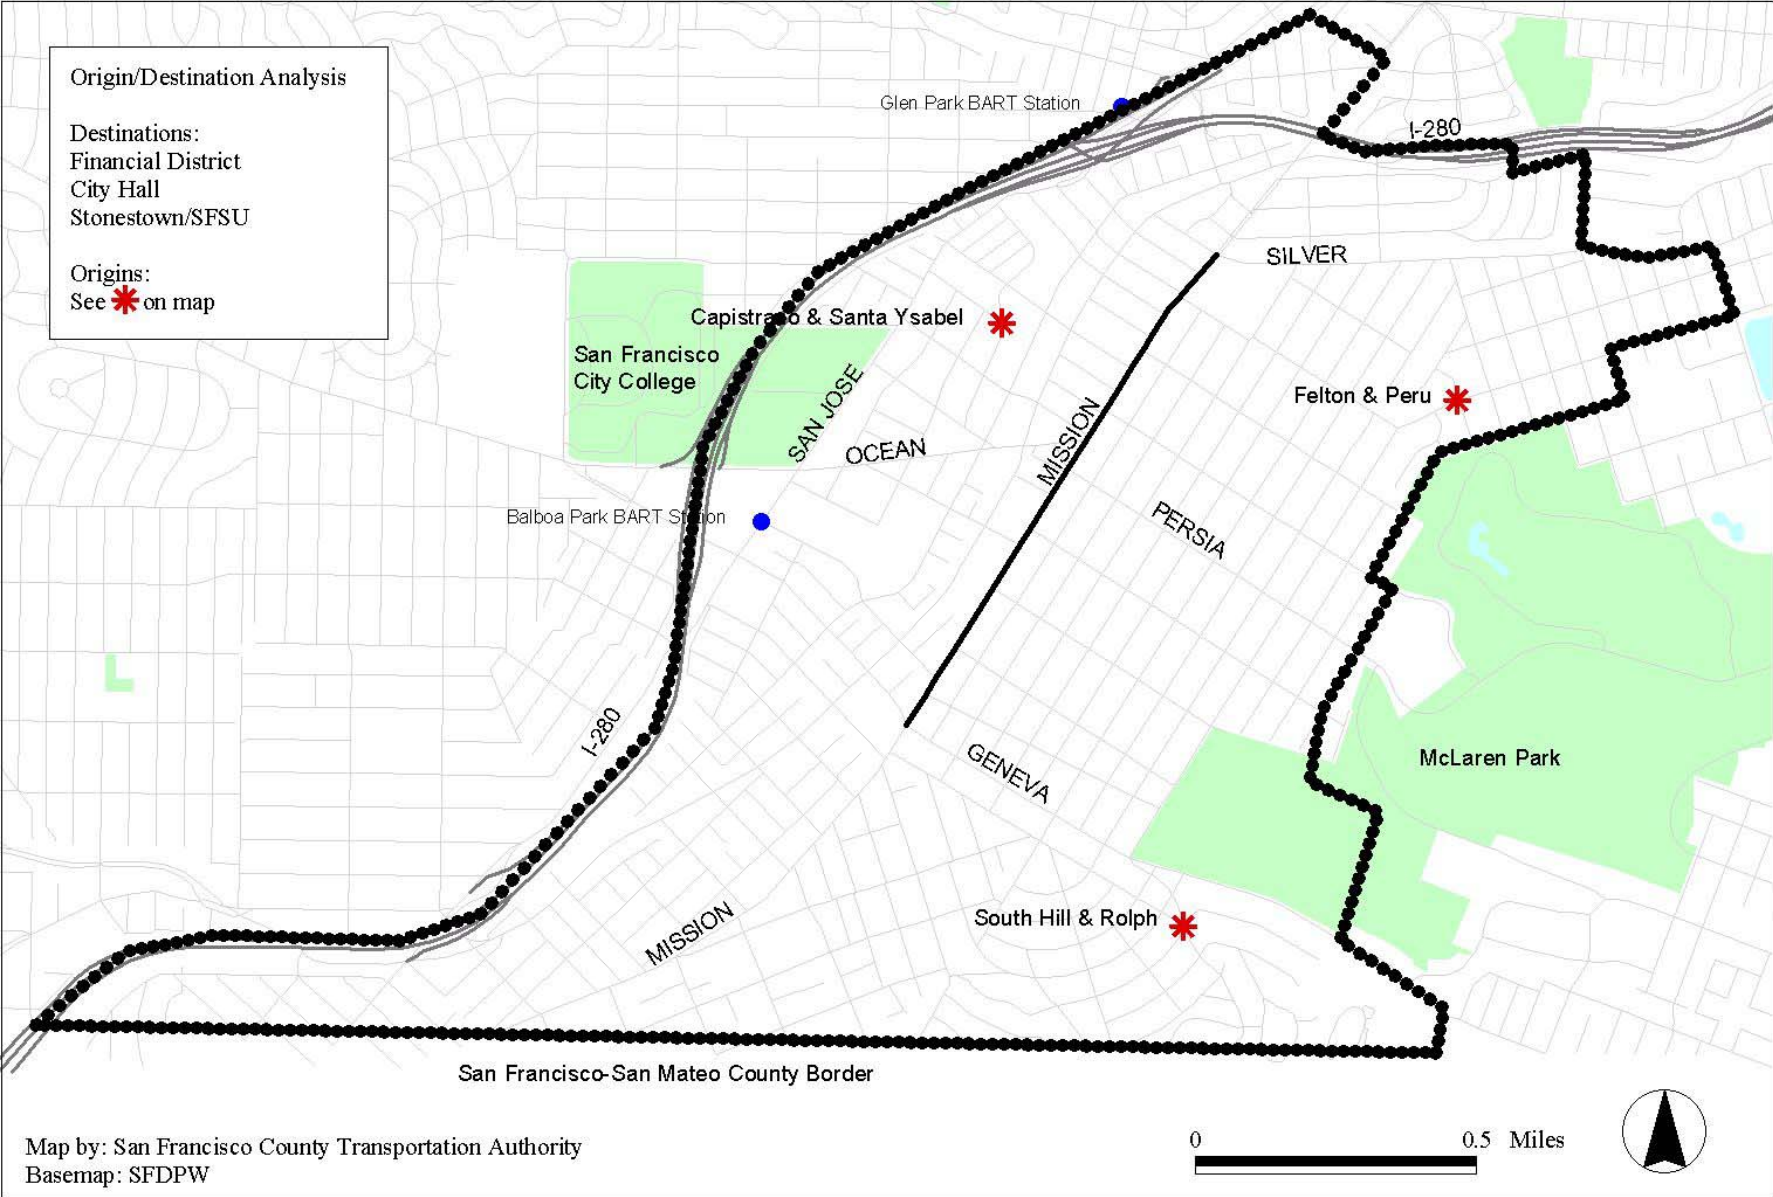 Origin/Destination Analysis
Destinations:
Financial District
City Hall
Stonestown/SFSU
Origins:
See on map
Glen Park BART Station
I-280
SILVER
Capistrano & Santa Ysabel
San Francisco
City College
SAN JOSE
OCEAN
MISSION
Felton & Peru
PERSIA
Balboa Park BART Station
I-280
GENEVA
McLaren Park
MISSION
South Hill & Rolph
San Francisco-San Mateo County Border
Map by: San Francisco County Transportation Authority
Basemap: SFDPW
0 0.5 Miles